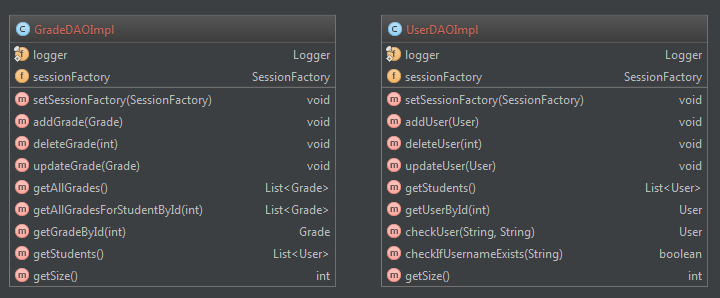 GradeDAOImpl
logger Logger
sessionFactory SessionFactory
setSessionFactory(SessionFactory) void
addGrade(Grade) void
deleteGrade(int) void
updateGrade(Grade) void
getAllGrades() List<Grade>
getAllGradesForStudentById(int) List<Grade>
getGradeById(int) Grade
getStudents() List<User>
getSize() int
UserDAOImpl
logger Logger
sessionFactory SessionFactory
setSessionFactory(SessionFactory) void
addUser(User) void
deleteUser(int) void
updateUser(User) void
getStudents() List<User>
getUserById(int) User
checkUser(String, String) User
checkIfUsernameExists(String) boolean
getSize() int